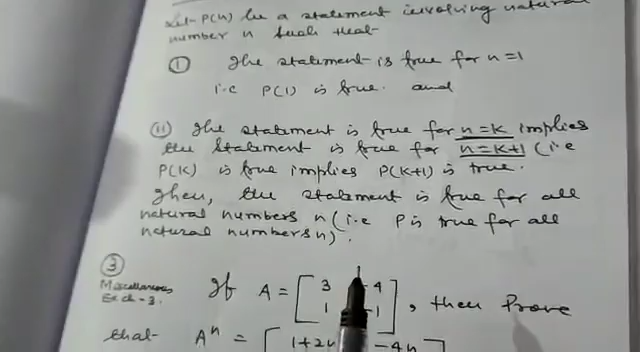 Let P(n) be a statement involving natural
number n such that
(i) The statement is true for n=1
i.e P(1) is true. and
(ii) The statement is true for n=k implies
the statement is true for n=k+1 (i.e
P(k) is true implies P(k+1) is true.
Then, the statement is true for all
natural numbers n (i.e P is true for all
natural numbers n).
(3)
Miscellaneous
Ex ch-3.
If A = [ 3 -4
1 -1 ], then Prove
that A^n = [ 1+2n -4n ]